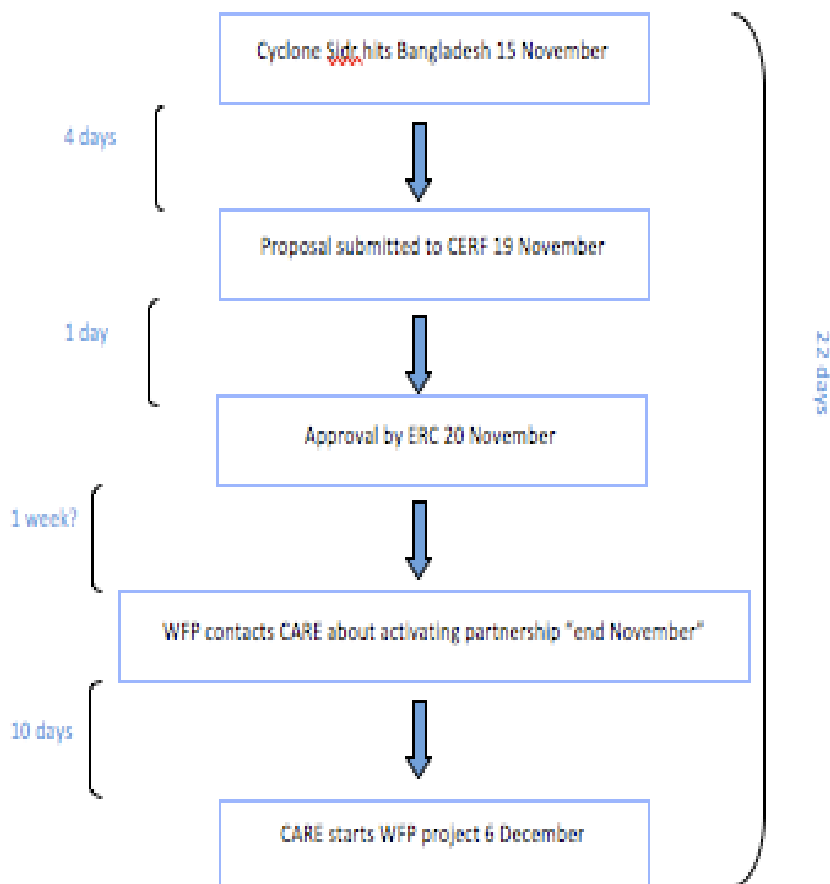 Cyclone Sidr hits Bangladesh 15 November
4 days
Proposal submitted to CERF 19 November
1 day
22 days
Approval by ERC 20 November
1 week?
WFP contacts CARE about activating partnership “end November”
10 days
CARE starts WFP project 6 December